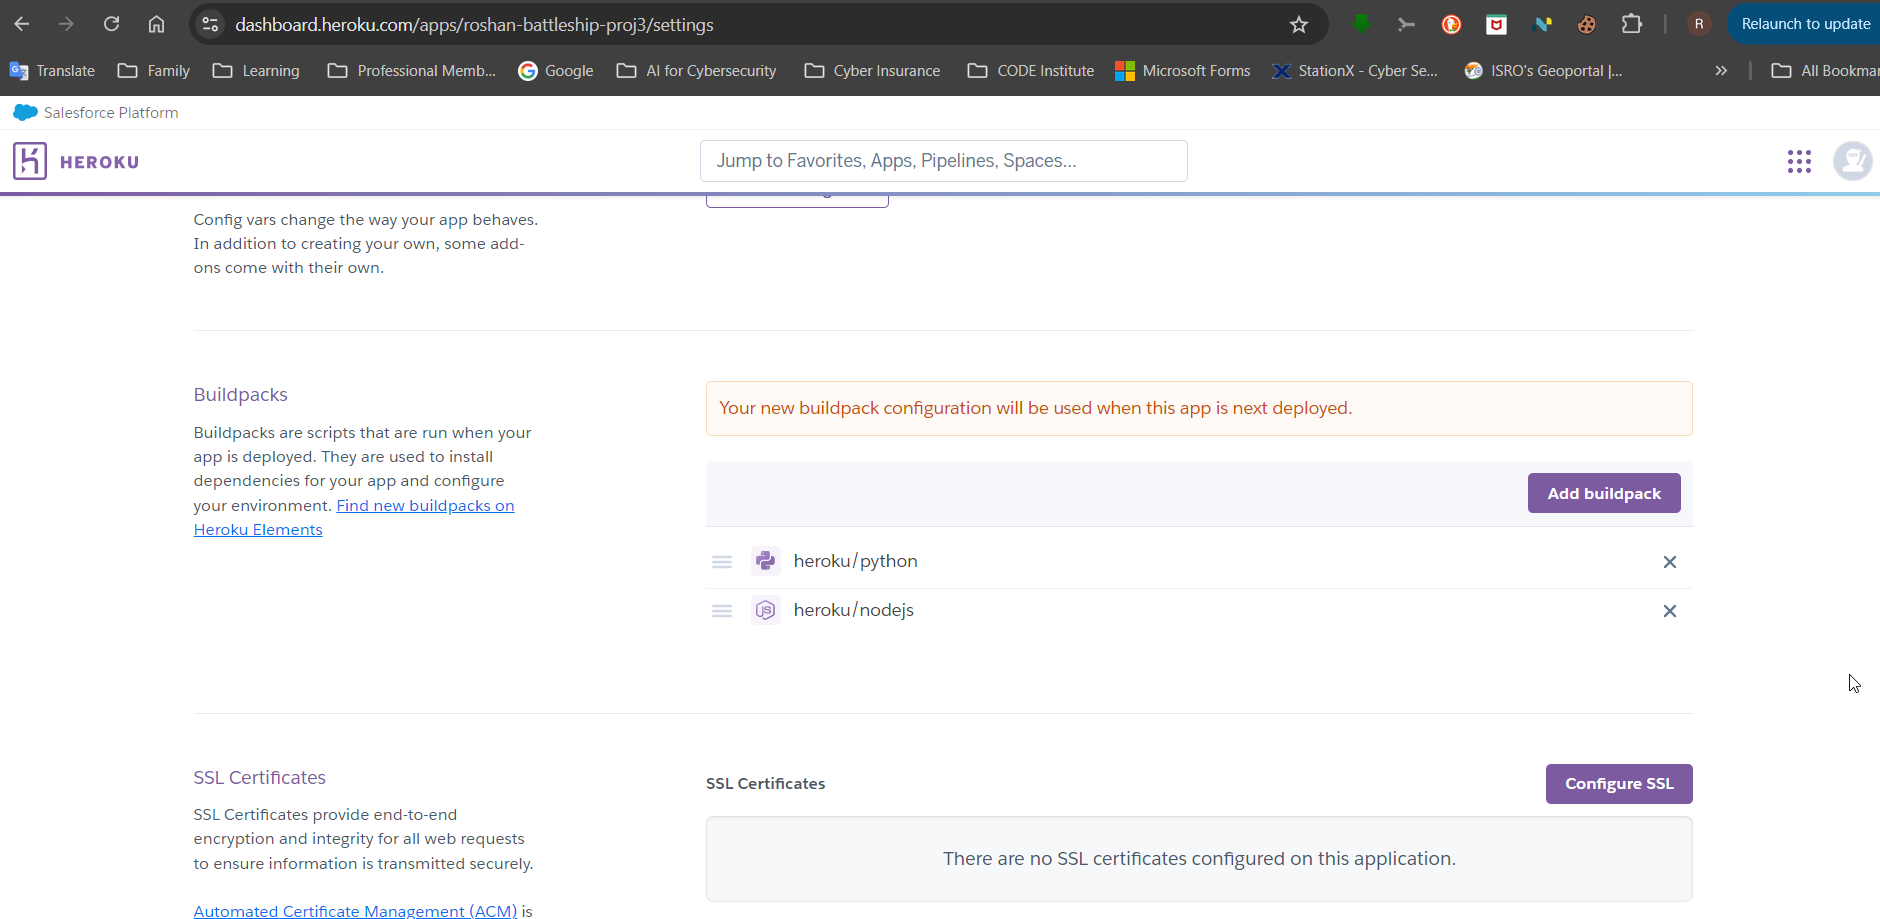 dashboard.heroku.com/apps/roshan-battleship-proj3/settings
R
Relaunch to update
Translate
Family
Learning
Professional Memb...
Google
AI for Cybersecurity
Cyber Insurance
CODE Institute
Microsoft Forms
StationX - Cyber Se...
ISRO's Geoportal |...
All Bookmar
Salesforce Platform
HEROKU
Jump to Favorites, Apps, Pipelines, Spaces...
Config vars change the way your app behaves.
In addition to creating your own, some add-
ons come with their own.
Buildpacks
Buildpacks are scripts that are run when your
app is deployed. They are used to install
dependencies for your app and configure
your environment. Find new buildpacks on
Heroku Elements
Your new buildpack configuration will be used when this app is next deployed.
Add buildpack
heroku/python
heroku/nodejs
SSL Certificates
SSL Certificates provide end-to-end
encryption and integrity for all web requests
to ensure information is transmitted securely.
Automated Certificate Management (ACM) is
SSL Certificates
Configure SSL
There are no SSL certificates configured on this application.